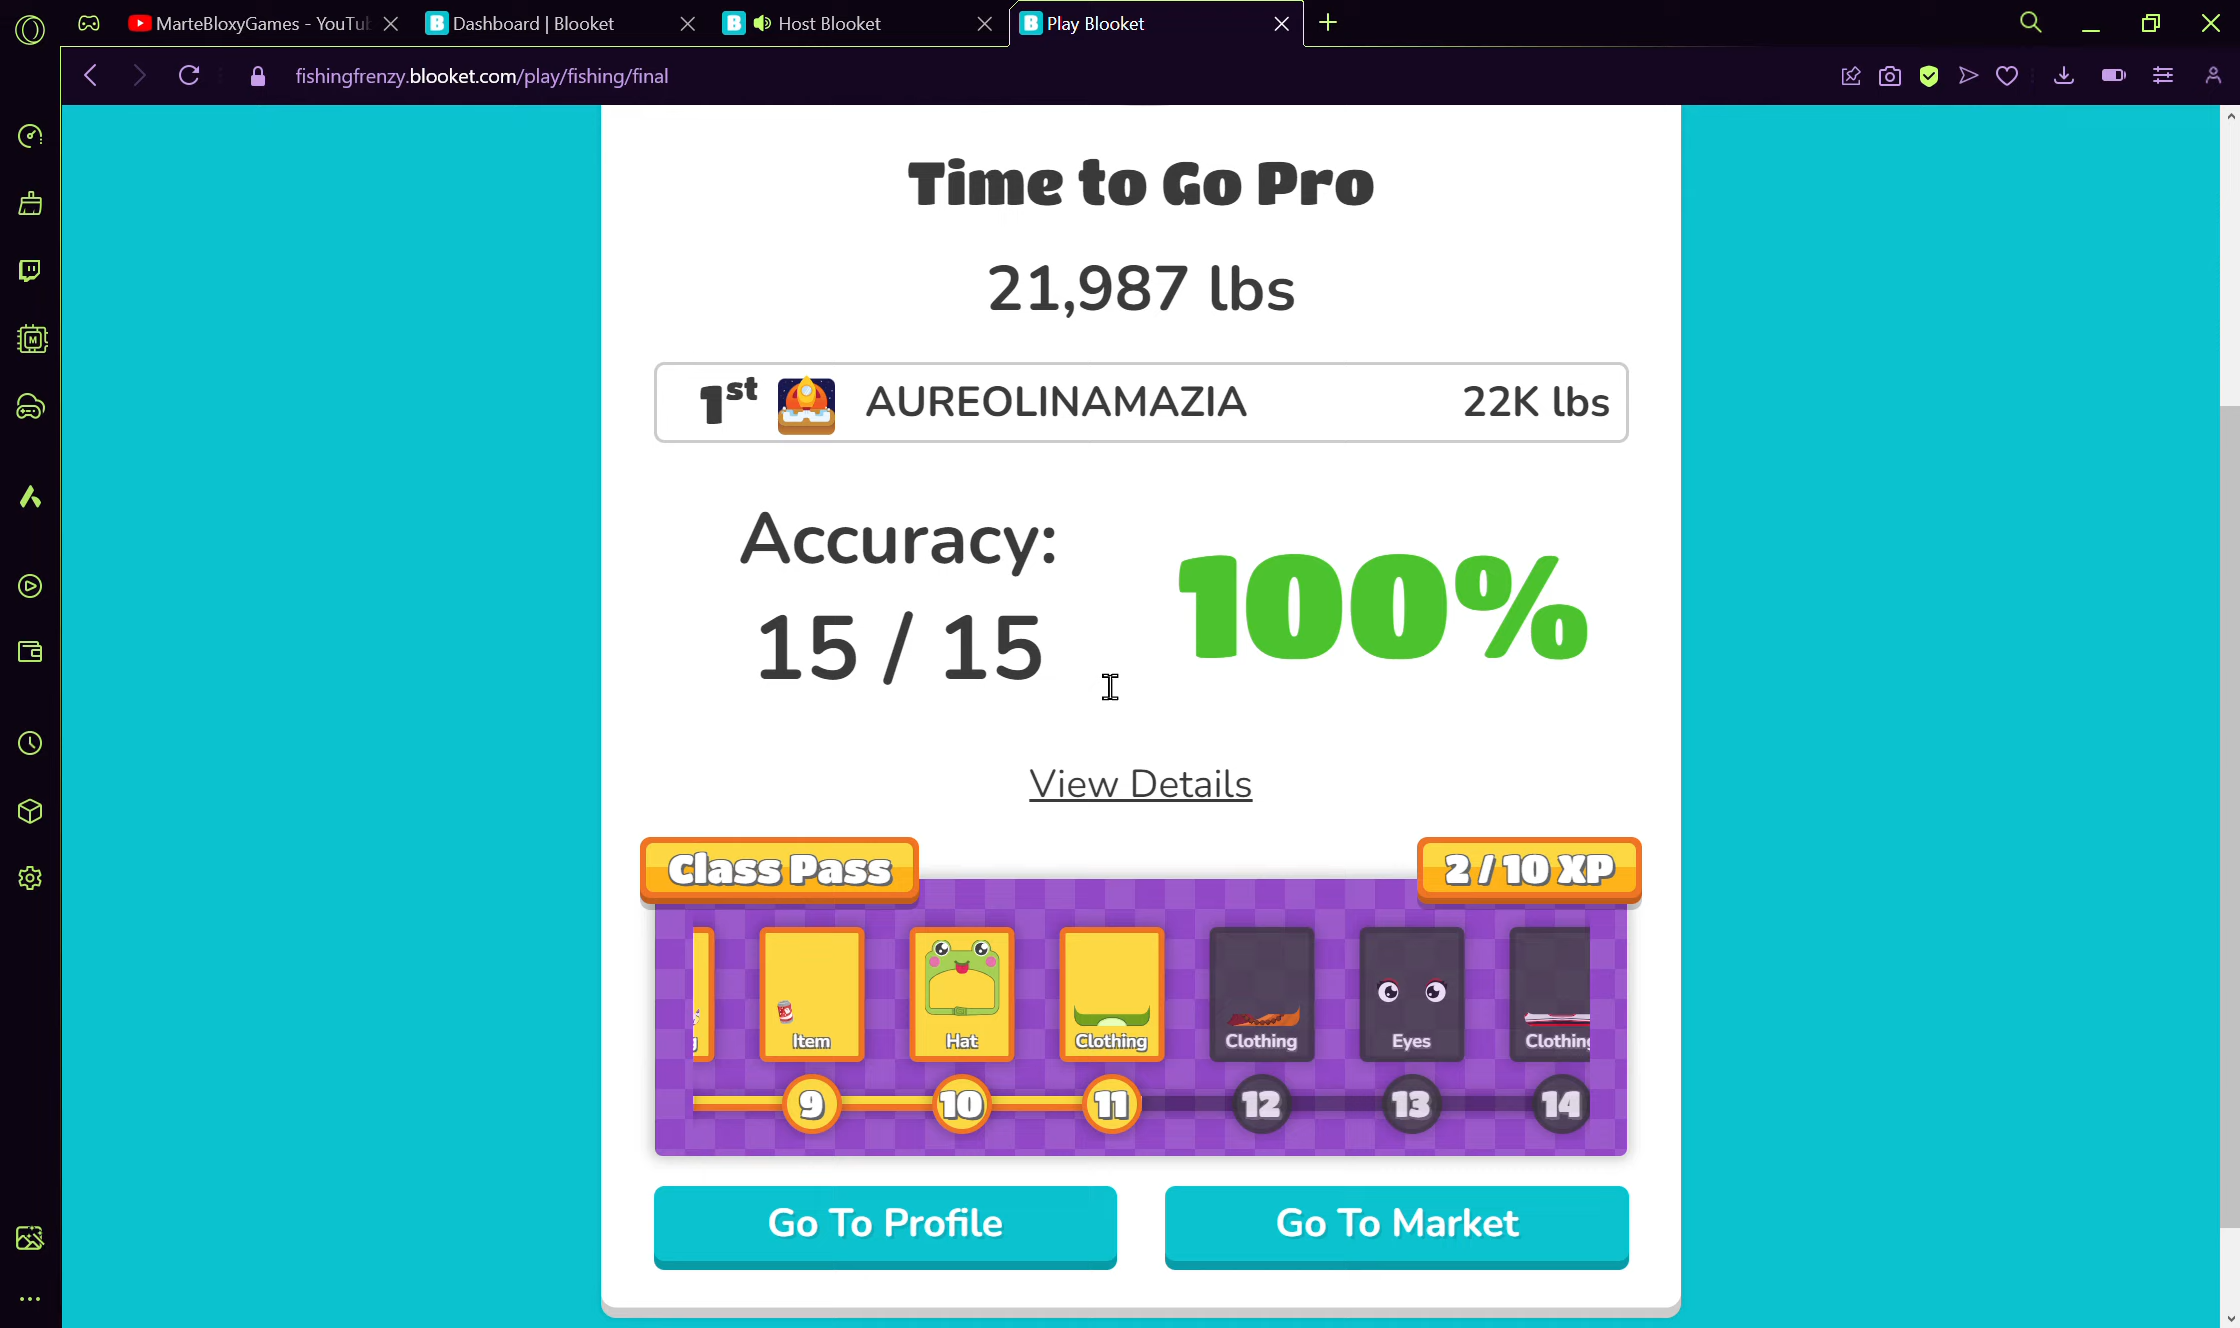 MarteBloxyGames - YouTu
Dashboard | Blooket
Host Blooket
Play Blooket
fishingfrenzy.blooket.com/play/fishing/final
Time to Go Pro
21,987 lbs
1st AUREOLINAMAZIA 22K lbs
Accuracy:
15 / 15
100%
View Details
Class Pass
2 / 10 XP
Item
Hat
Clothing
Clothing
Eyes
Clothing
9
10
11
12
13
14
Go To Profile
Go To Market